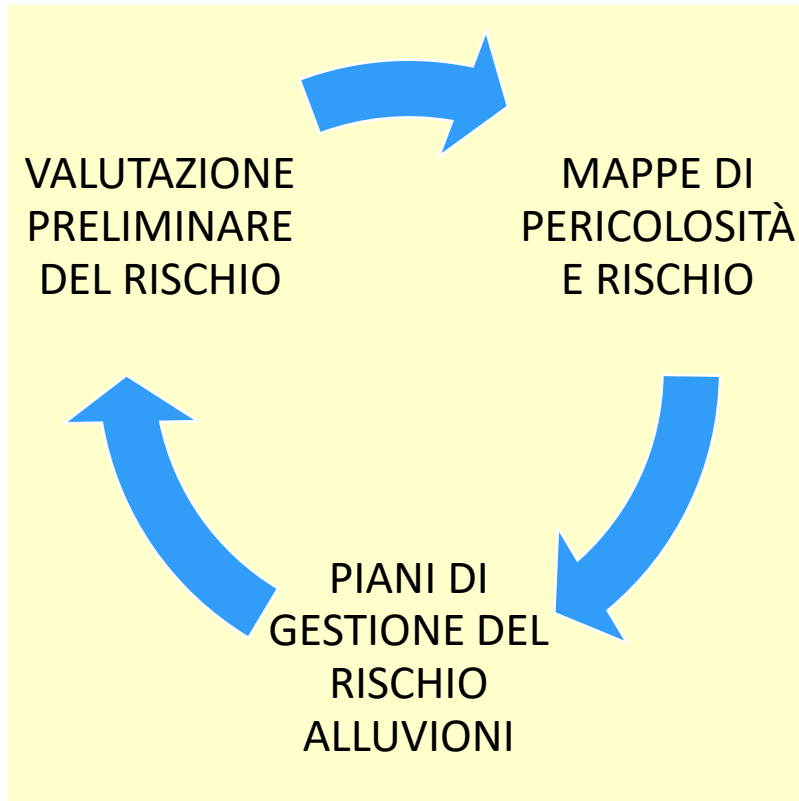 VALUTAZIONE
PRELIMINARE
DEL RISCHIO
MAPPE DI
PERICOLOSITÀ
E RISCHIO
PIANI DI
GESTIONE DEL
RISCHIO
ALLUVIONI